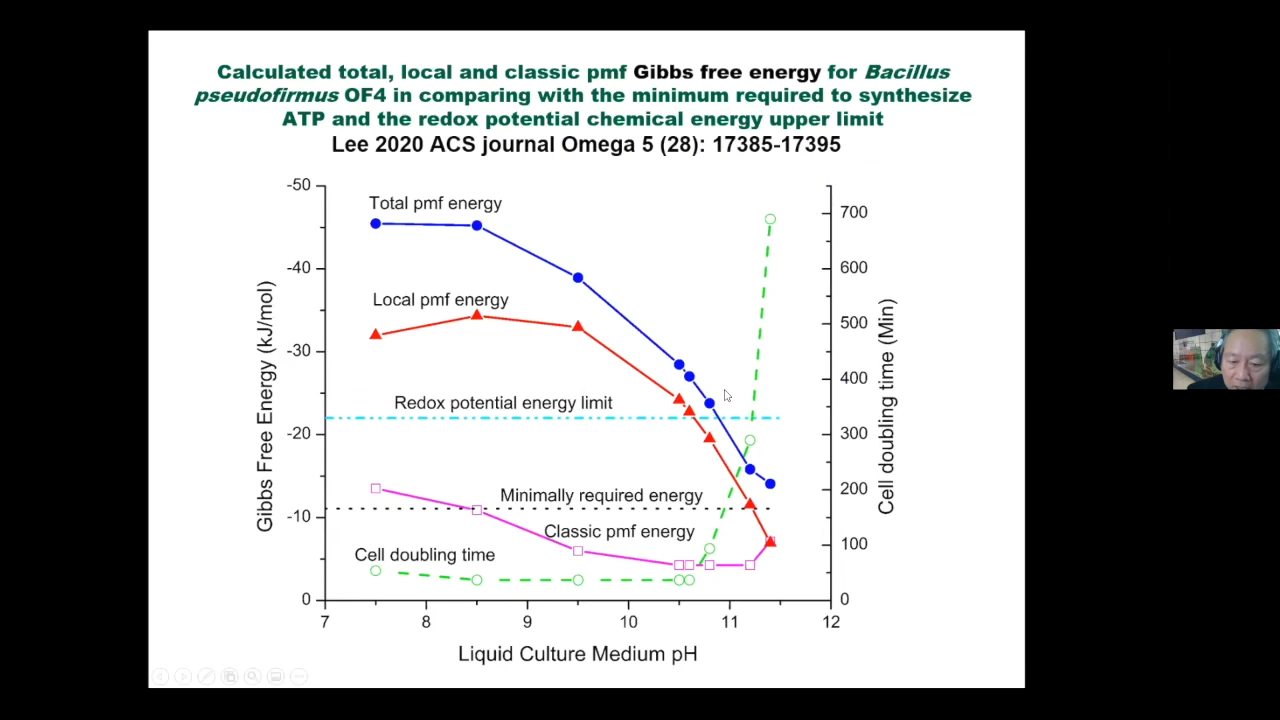 Calculated total, local and classic pmf Gibbs free energy for Bacillus
pseudofirmus OF4 in comparing with the minimum required to synthesize
ATP and the redox potential chemical energy upper limit
Lee 2020 ACS journal Omega 5 (28): 17385-17395
-50
-40
-30
-20
-10
0
Gibbs Free Energy (kJ/mol)
Total pmf energy
Local pmf energy
Redox potential energy limit
Minimally required energy
Classic pmf energy
Cell doubling time
700
600
500
400
300
200
100
0
Cell doubling time (Min)
7 8 9 10 11 12
Liquid Culture Medium pH